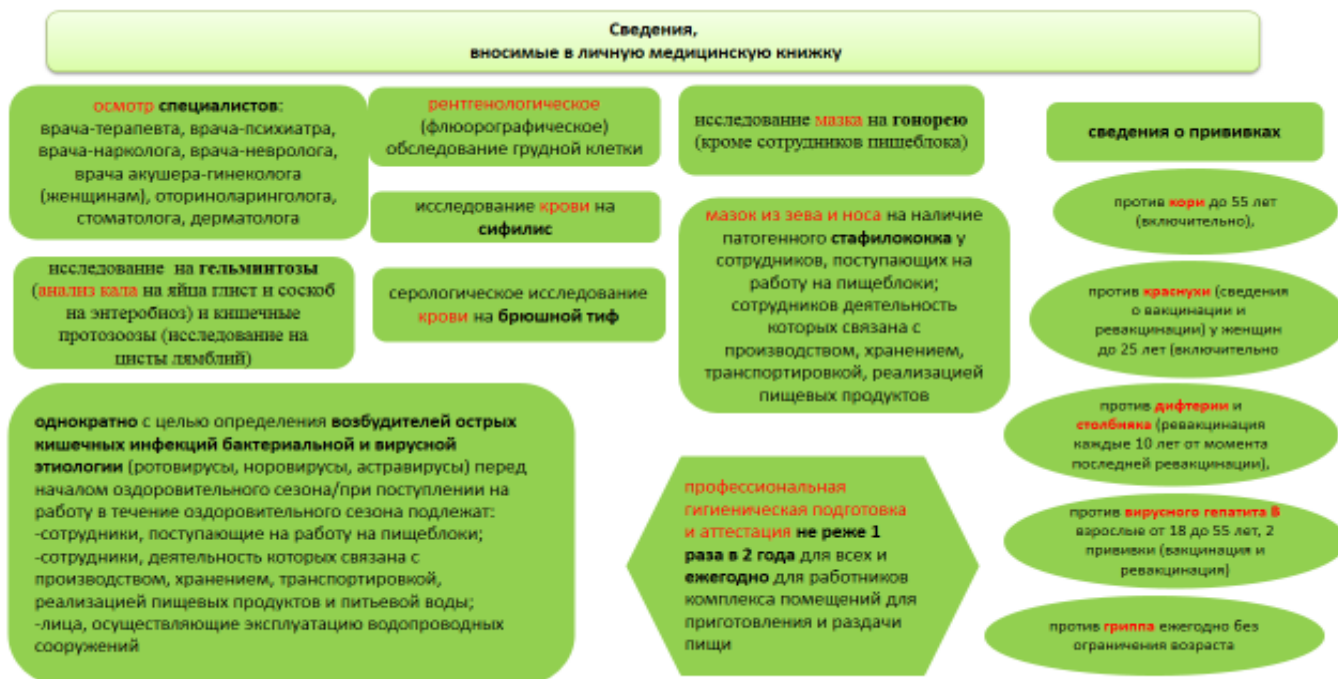 Сведения,
вносимые в личную медицинскую книжку
осмотр специалистов:
врача-терапевта, врача-психиатра,
врача-нарколога, врача-невролога,
врача акушера-гинеколога
(женщинам), оториноларинголога,
стоматолога, дерматолога
исследование на гельминтозы
(анализ кала на яйца глист и соскоб
на энтеробиоз) и кишечные
протозоозы (исследование на
цисты лямблий)
рентгенологическое
(флюорографическое)
обследование грудной клетки
исследование крови на
сифилис
серологическое исследование
крови на брюшной тиф
исследование мазка на гонорею
(кроме сотрудников пищеблока)
мазок из зева и носа на наличие
патогенного стафилококка у
сотрудников, поступающих на
работу на пищеблоки;
сотрудников деятельность
которых связана с
производством, хранением,
транспортировкой, реализацией
пищевых продуктов
однократно с целью определения возбудителей острых
кишечных инфекций бактериальной и вирусной
этиологии (ротовирусы, норовирусы, астравирусы) перед
началом оздоровительного сезона/при поступлении на
работу в течение оздоровительного сезона подлежат:
-сотрудники, поступающие на работу на пищеблоки;
-сотрудники, деятельность которых связана с
производством, хранением, транспортировкой,
реализацией пищевых продуктов и питьевой воды;
-лица, осуществляющие эксплуатацию водопроводных
сооружений
профессиональная
гигиеническая подготовка
и аттестация не реже 1
раза в 2 года для всех и
ежегодно для работников
комплекса помещений для
приготовления и раздачи
пищи
сведения о прививках
против кори до 55 лет
(включительно),
против краснухи (сведения
о вакцинации и
ревакцинации) у женщин
до 25 лет (включительно
против дифтерии и
столбняка (ревакцинация
каждые 10 лет от момента
последней ревакцинации),
против вирусного гепатита В
взрослые от 18 до 55 лет, 2
прививки (вакцинация и
ревакцинация)
против гриппа ежегодно без
ограничения возраста